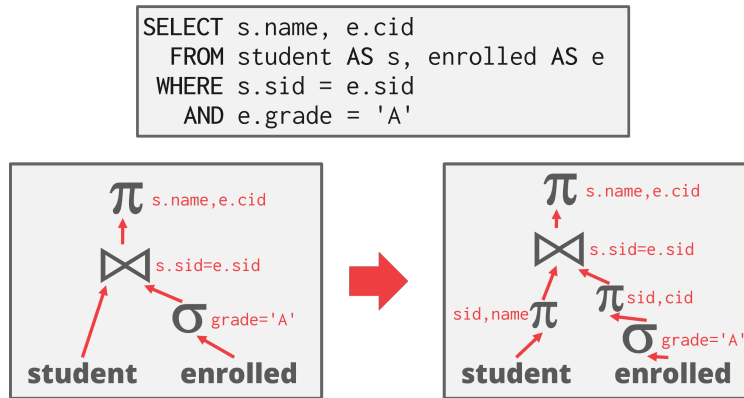 SELECT s.name, e.cid
FROM student AS s, enrolled AS e
WHERE s.sid = e.sid
AND e.grade = 'A'
π s.name,e.cid
⋈ s.sid=e.sid
σ grade='A'
student enrolled
π s.name,e.cid
⋈ s.sid=e.sid
sid,name π
π sid,cid
σ grade='A'
student enrolled